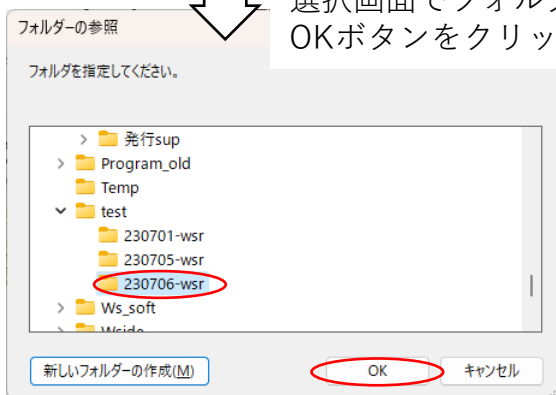 選択画面でフォルダ
OKボタンをクリッ
フォルダーの参照
フォルダを指定してください。
発行sup
Program_old
Temp
test
230701-wsr
230705-wsr
230706-wsr
Ws_soft
Wside
新しいフォルダーの作成(M)
OK
キャンセル